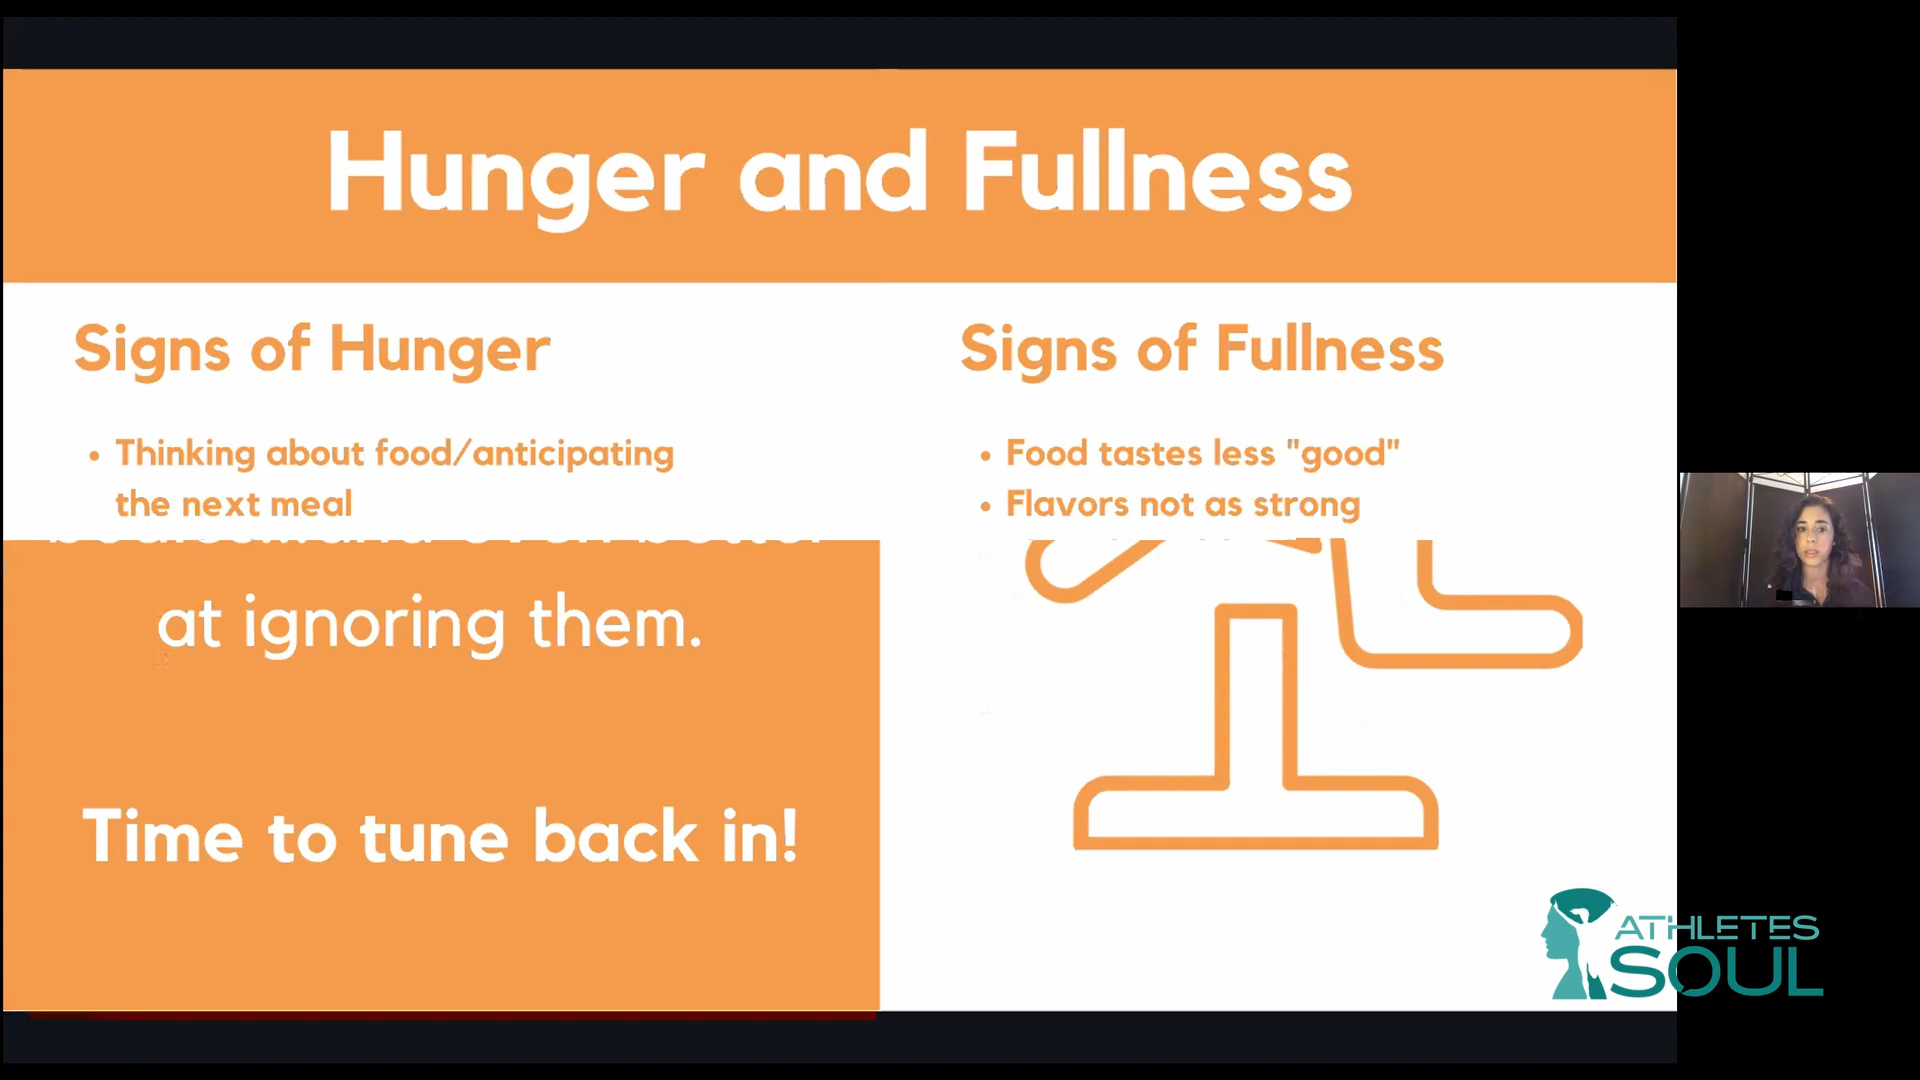 Hunger and Fullness
Signs of Hunger
• Thinking about food/anticipating
the next meal
Signs of Fullness
• Food tastes less "good"
• Flavors not as strong
at ignoring them.
Time to tune back in!
ATHLETES
SOUL